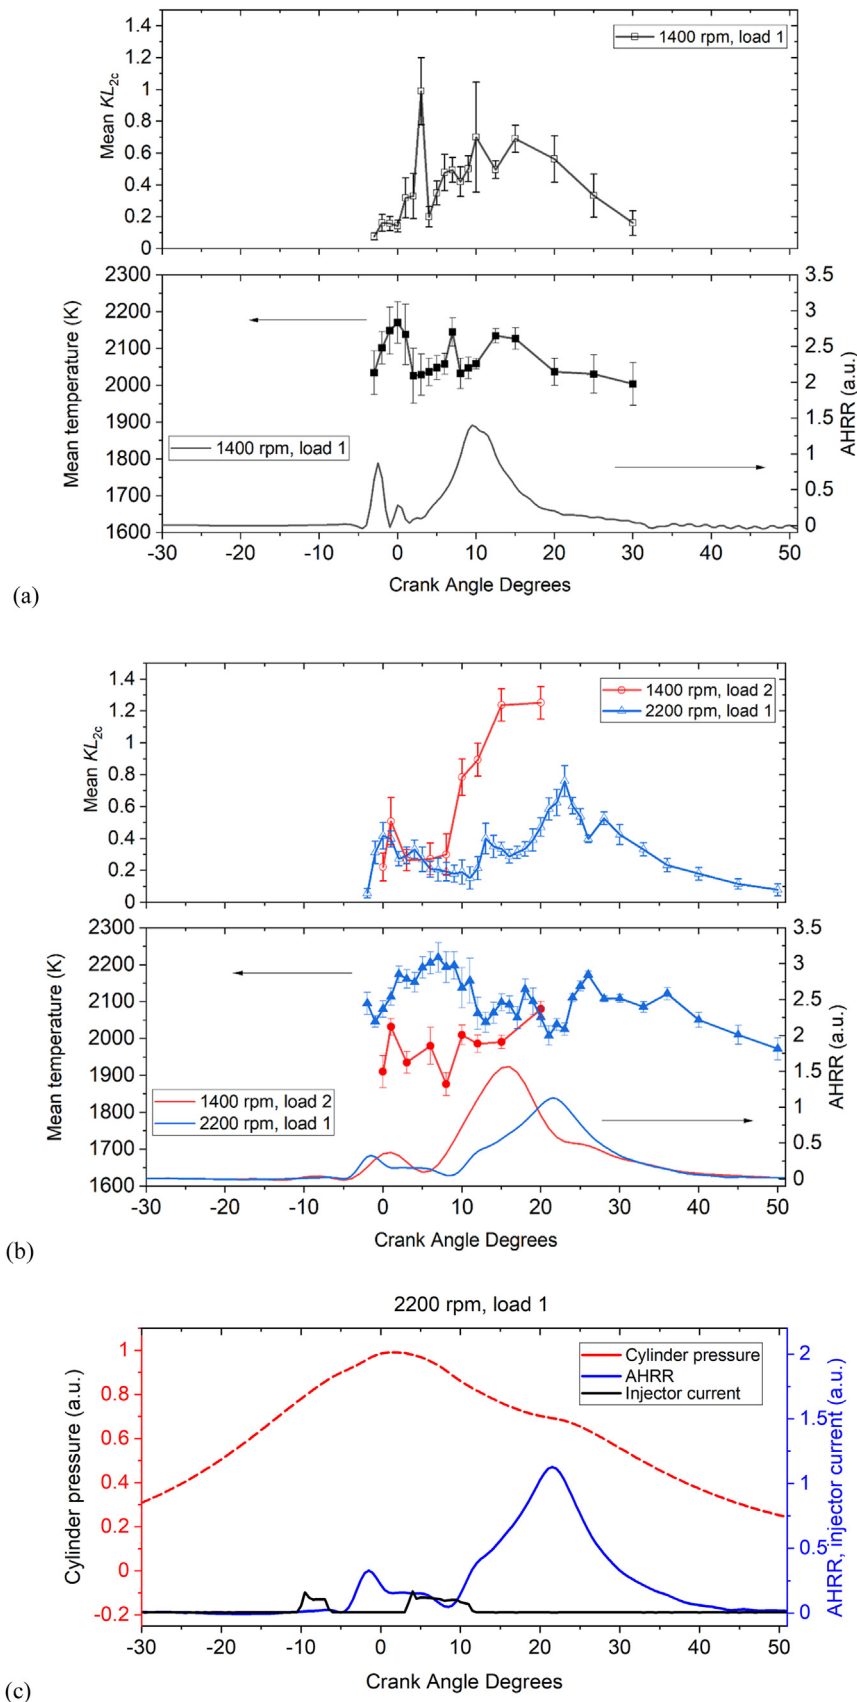 1.4
1.2
1
0.8
0.6
0.4
0.2
0
Mean KL2c
1400 rpm, load 1
2300
2200
2100
2000
1900
1800
1700
1600
Mean temperature (K)
3.5
3
2.5
2
1.5
1
0.5
0
AHRR (a.u.)
1400 rpm, load 1
-30 -20 -10 0 10 20 30 40 50
Crank Angle Degrees
(a)
1.4
1.2
1
0.8
0.6
0.4
0.2
0
Mean KL2c
1400 rpm, load 2
2200 rpm, load 1
2300
2200
2100
2000
1900
1800
1700
1600
Mean temperature (K)
3.5
3
2.5
2
1.5
1
0.5
0
AHRR (a.u.)
1400 rpm, load 2
2200 rpm, load 1
-30 -20 -10 0 10 20 30 40 50
Crank Angle Degrees
(b)
2200 rpm, load 1
1
0.8
0.6
0.4
0.2
0
-0.2
Cylinder pressure (a.u.)
Cylinder pressure
AHRR
Injector current
2
1.5
1
0.5
0
AHRR, injector current (a.u.)
-30 -20 -10 0 10 20 30 40 50
Crank Angle Degrees
(c)